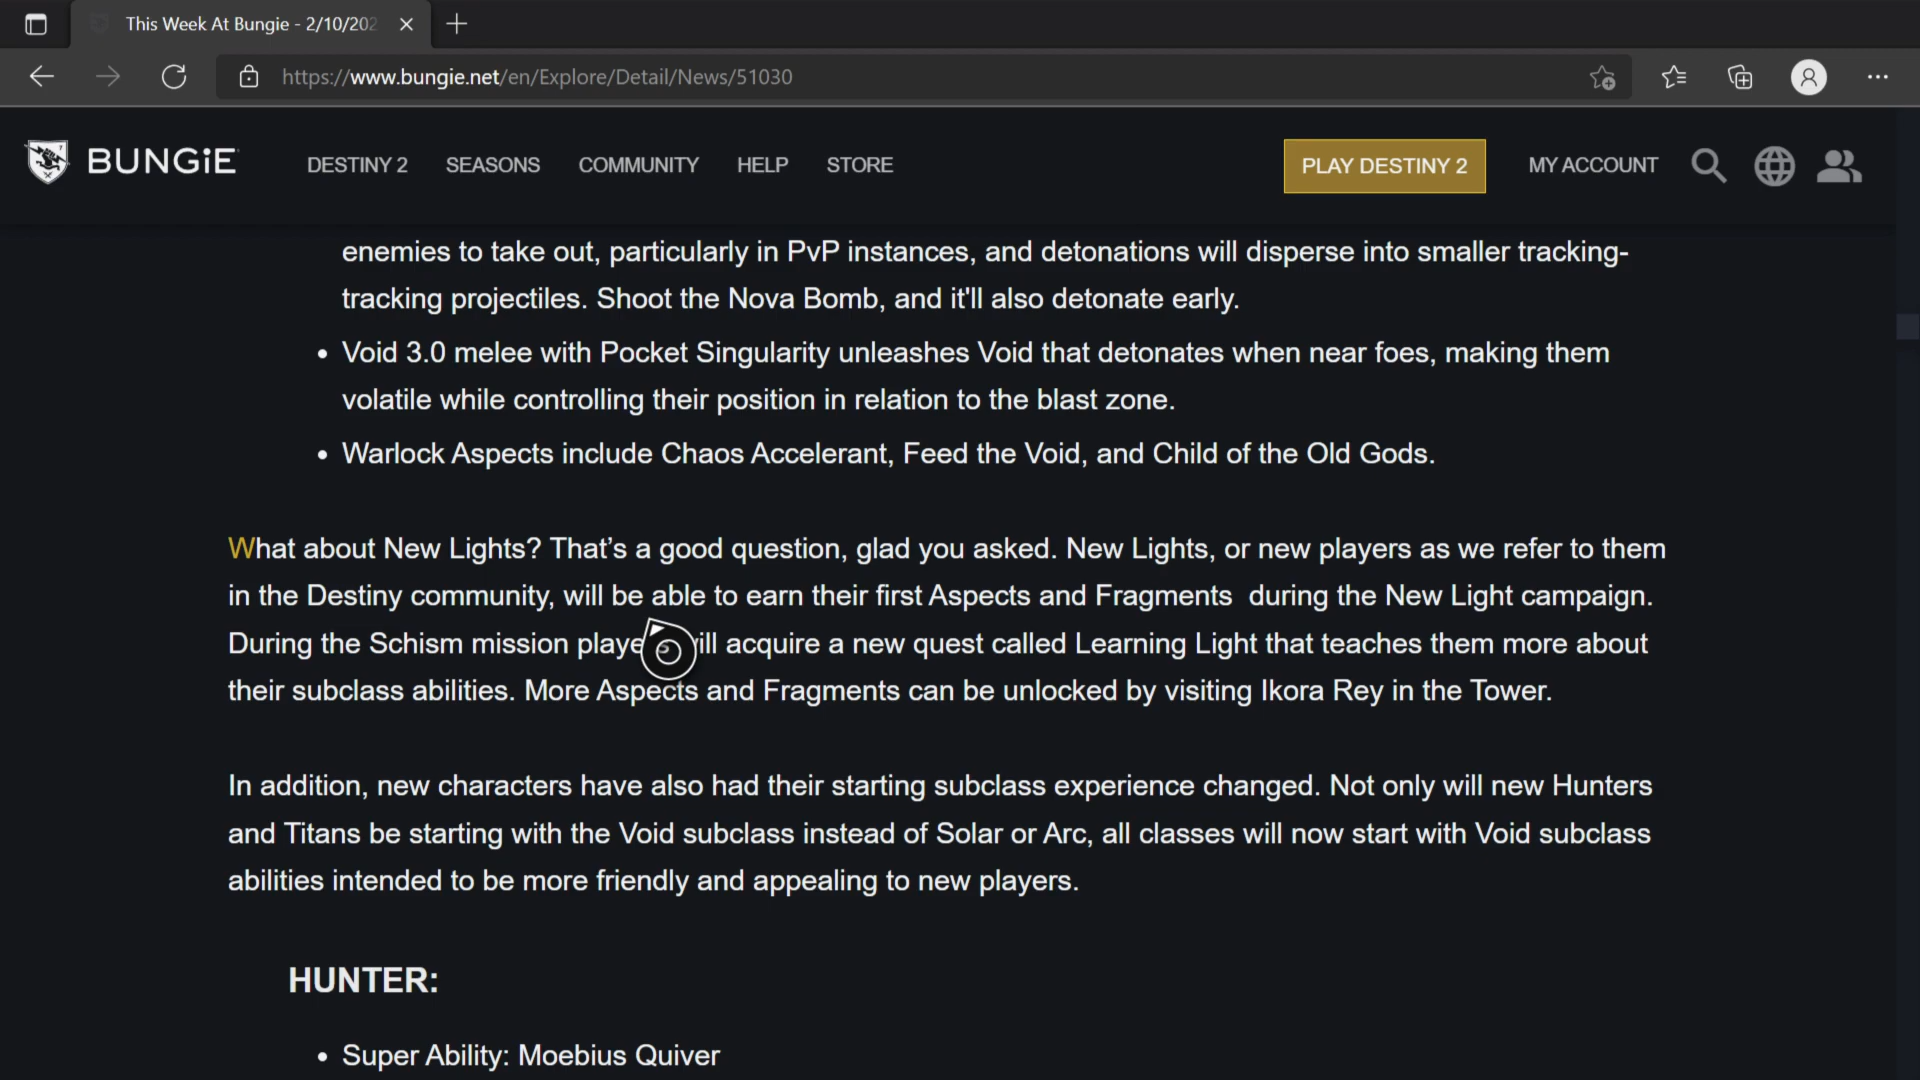 This Week At Bungie - 2/10/202
https://www.bungie.net/en/Explore/Detail/News/51030
BUNGiE
DESTINY 2 SEASONS COMMUNITY HELP STORE
PLAY DESTINY 2
MY ACCOUNT
enemies to take out, particularly in PvP instances, and detonations will disperse into smaller tracking-
tracking projectiles. Shoot the Nova Bomb, and it'll also detonate early.
• Void 3.0 melee with Pocket Singularity unleashes Void that detonates when near foes, making them
volatile while controlling their position in relation to the blast zone.
• Warlock Aspects include Chaos Accelerant, Feed the Void, and Child of the Old Gods.
What about New Lights? That’s a good question, glad you asked. New Lights, or new players as we refer to them
in the Destiny community, will be able to earn their first Aspects and Fragments during the New Light campaign.
During the Schism mission players will acquire a new quest called Learning Light that teaches them more about
their subclass abilities. More Aspects and Fragments can be unlocked by visiting Ikora Rey in the Tower.
In addition, new characters have also had their starting subclass experience changed. Not only will new Hunters
and Titans be starting with the Void subclass instead of Solar or Arc, all classes will now start with Void subclass
abilities intended to be more friendly and appealing to new players.
HUNTER:
• Super Ability: Moebius Quiver